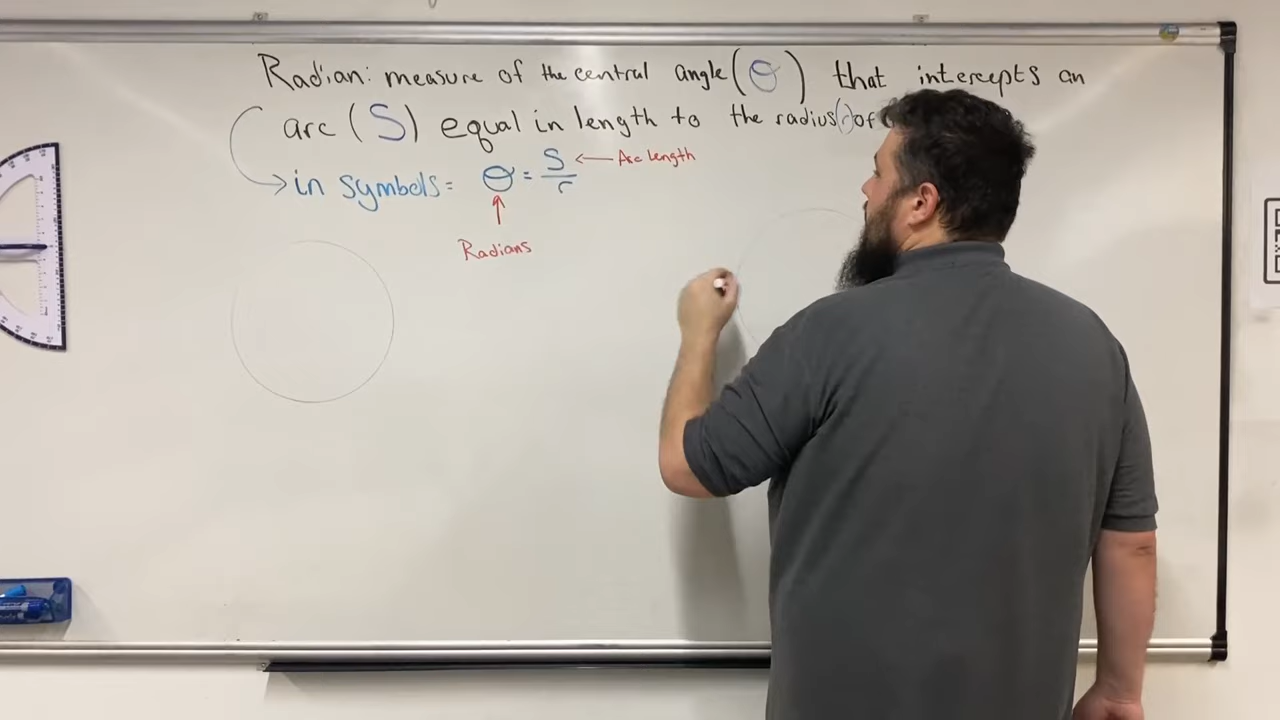 Radian: measure of the central angle (θ) that intercepts an
arc (S) equal in length to the radius (r) of
in symbols = θ = S/r ← Arc length
Radians